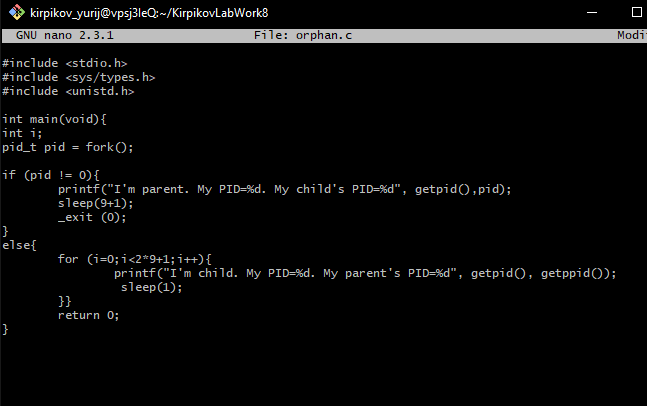 kirpikov_yurij@vpsj3leQ:~/KirpikovLabWork8
GNU nano 2.3.1 File: orphan.c Modi
#include <stdio.h>
#include <sys/types.h>
#include <unistd.h>
int main(void){
int i;
pid_t pid = fork();
if (pid != 0){
printf("I'm parent. My PID=%d. My child's PID=%d", getpid(),pid);
sleep(9+1);
_exit (0);
}
else{
for (i=0;i<2*9+1;i++){
printf("I'm child. My PID=%d. My parent's PID=%d", getpid(), getppid());
sleep(1);
}}
return 0;
}